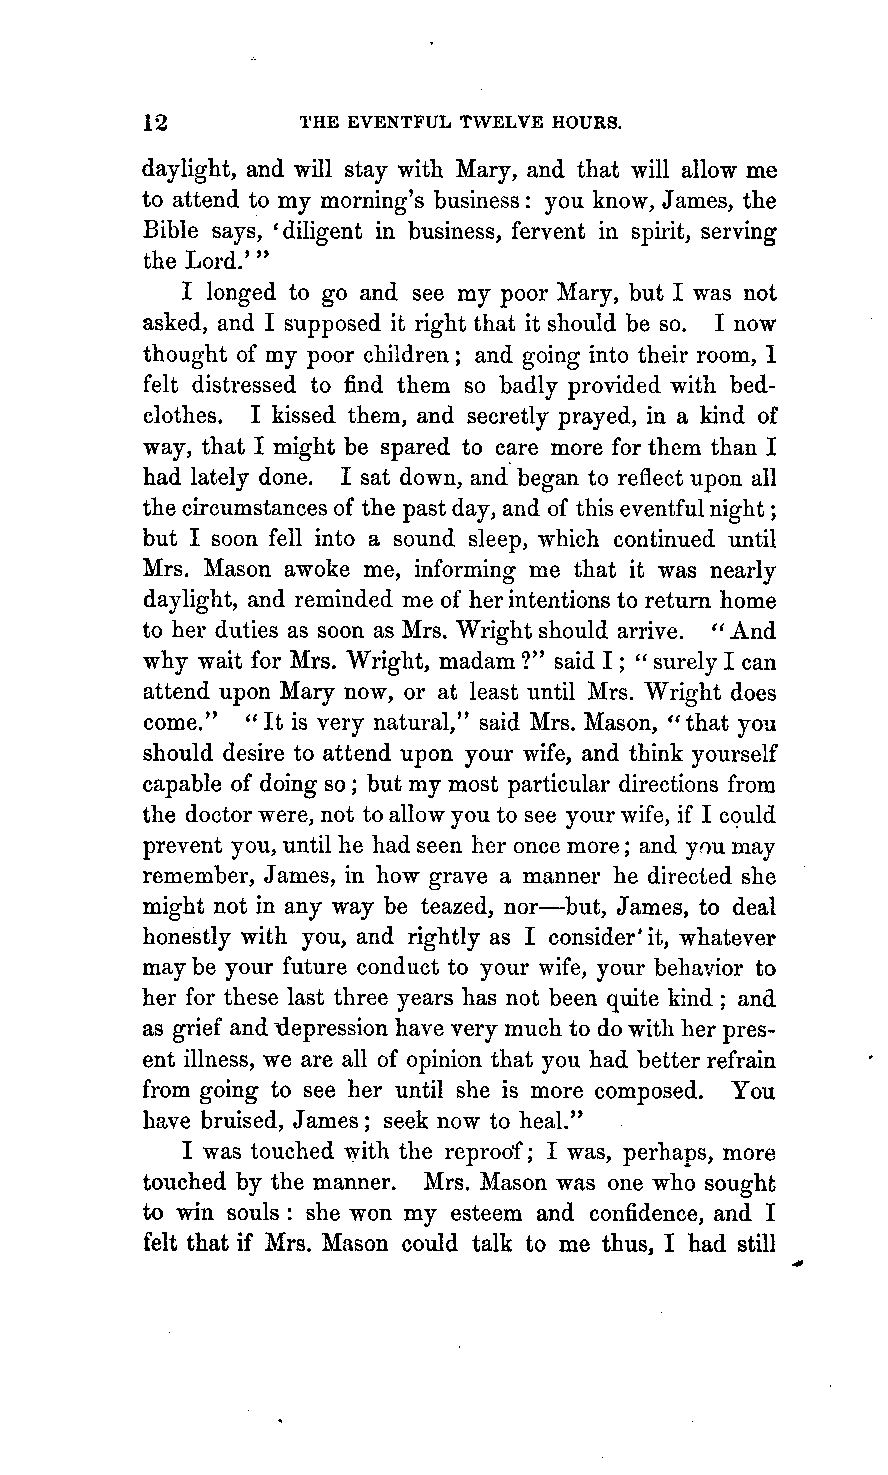 12 THE EVENTFUL TWELVE HOURS.
daylight, and will stay with Mary, and that will allow me
to attend to my morning's business: you know, James, the
Bible says, 'diligent in business, fervent in spirit, serving
the Lord.'"
I longed to go and see my poor Mary, but I was not
asked, and I supposed it right that it should be so. I now
thought of my poor children; and going into their room, I
felt distressed to find them so badly provided with bed-
clothes. I kissed them, and secretly prayed, in a kind of
way, that I might be spared to care more for them than I
had lately done. I sat down, and began to reflect upon all
the circumstances of the past day, and of this eventful night;
but I soon fell into a sound sleep, which continued until
Mrs. Mason awoke me, informing me that it was nearly
daylight, and reminded me of her intentions to return home
to her duties as soon as Mrs. Wright should arrive. "And
why wait for Mrs. Wright, madam?" said I; "surely I can
attend upon Mary now, or at least until Mrs. Wright does
come." "It is very natural," said Mrs. Mason, "that you
should desire to attend upon your wife, and think yourself
capable of doing so; but my most particular directions from
the doctor were, not to allow you to see your wife, if I could
prevent you, until he had seen her once more; and you may
remember, James, in how grave a manner he directed she
might not in any way be teazed, nor—but, James, to deal
honestly with you, and rightly as I consider it, whatever
may be your future conduct to your wife, your behavior to
her for these last three years has not been quite kind; and
as grief and depression have very much to do with her pres-
ent illness, we are all of opinion that you had better refrain
from going to see her until she is more composed. You
have bruised, James; seek now to heal."
I was touched with the reproof; I was, perhaps, more
touched by the manner. Mrs. Mason was one who sought
to win souls: she won my esteem and confidence, and I
felt that if Mrs. Mason could talk to me thus, I had still